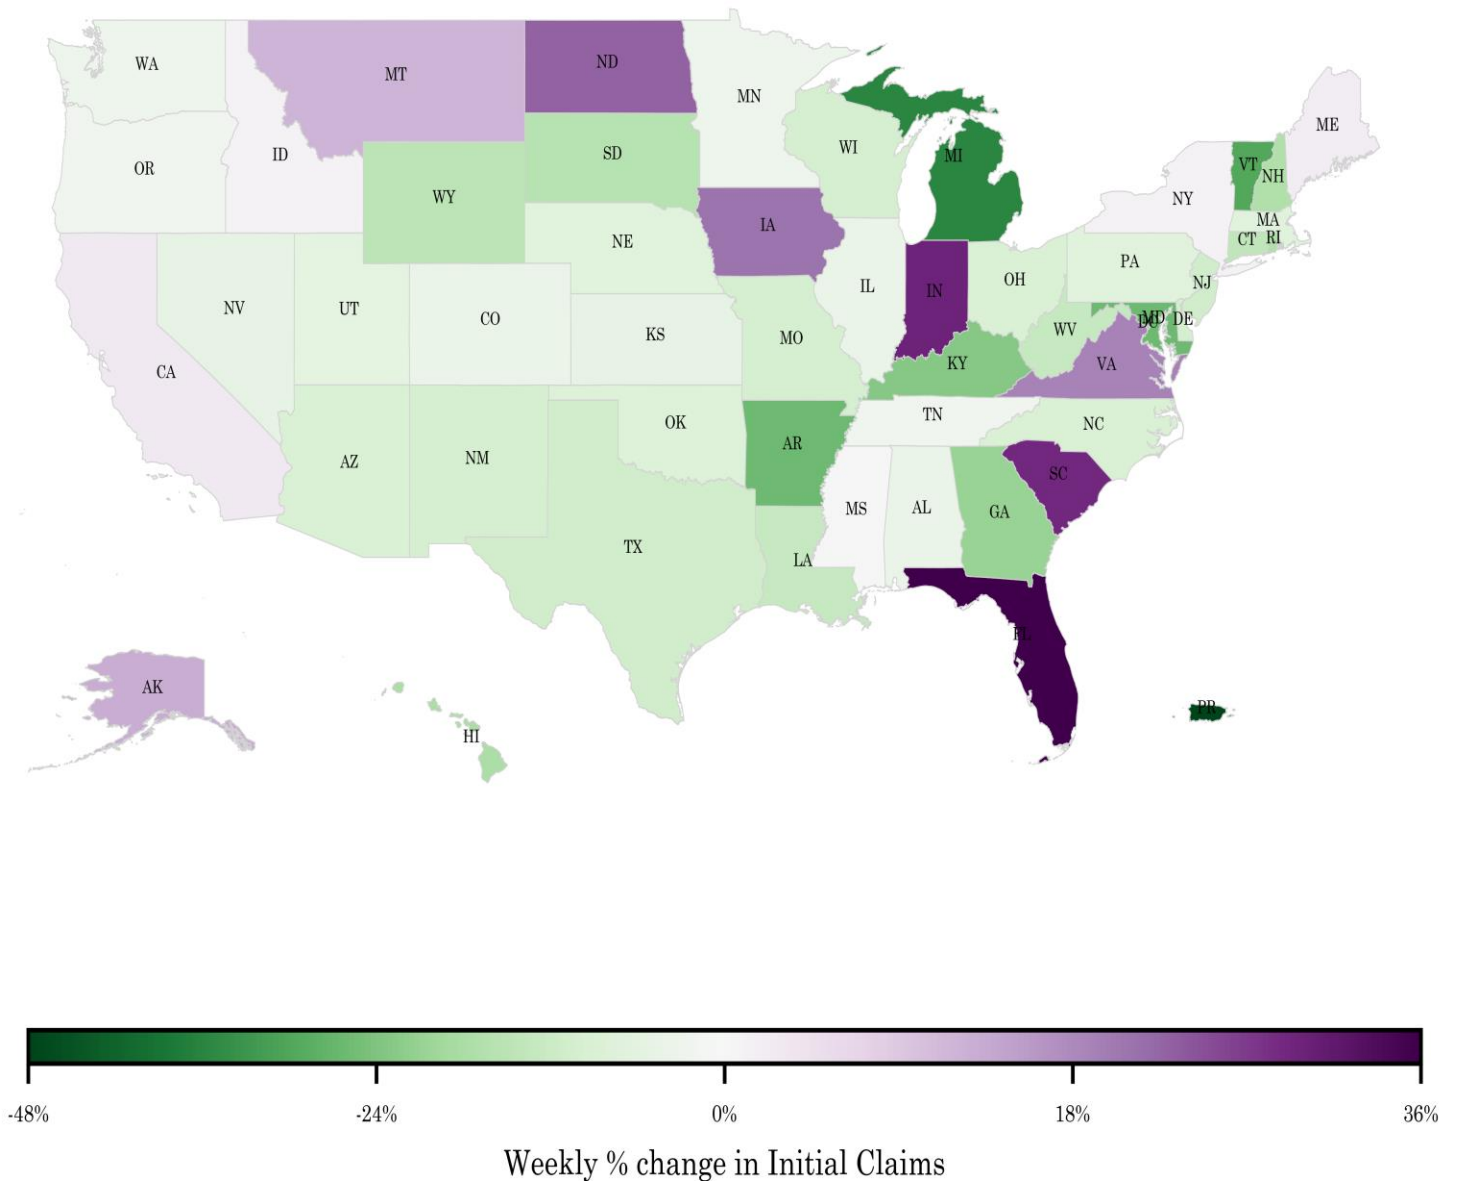 WA
MT
ND
MN
ME
OR
ID
SD
WI
MI
VT
NH
WY
NY
IA
MA
NE
CT
RI
PA
NV
UT
CO
IL
IN
OH
NJ
KS
MO
WV
DC
MD
DE
CA
KY
VA
OK
TN
NC
AZ
NM
AR
SC
MS
AL
GA
TX
LA
FL
AK
HI
PR
-48%
-24%
0%
18%
36%
Weekly % change in Initial Claims